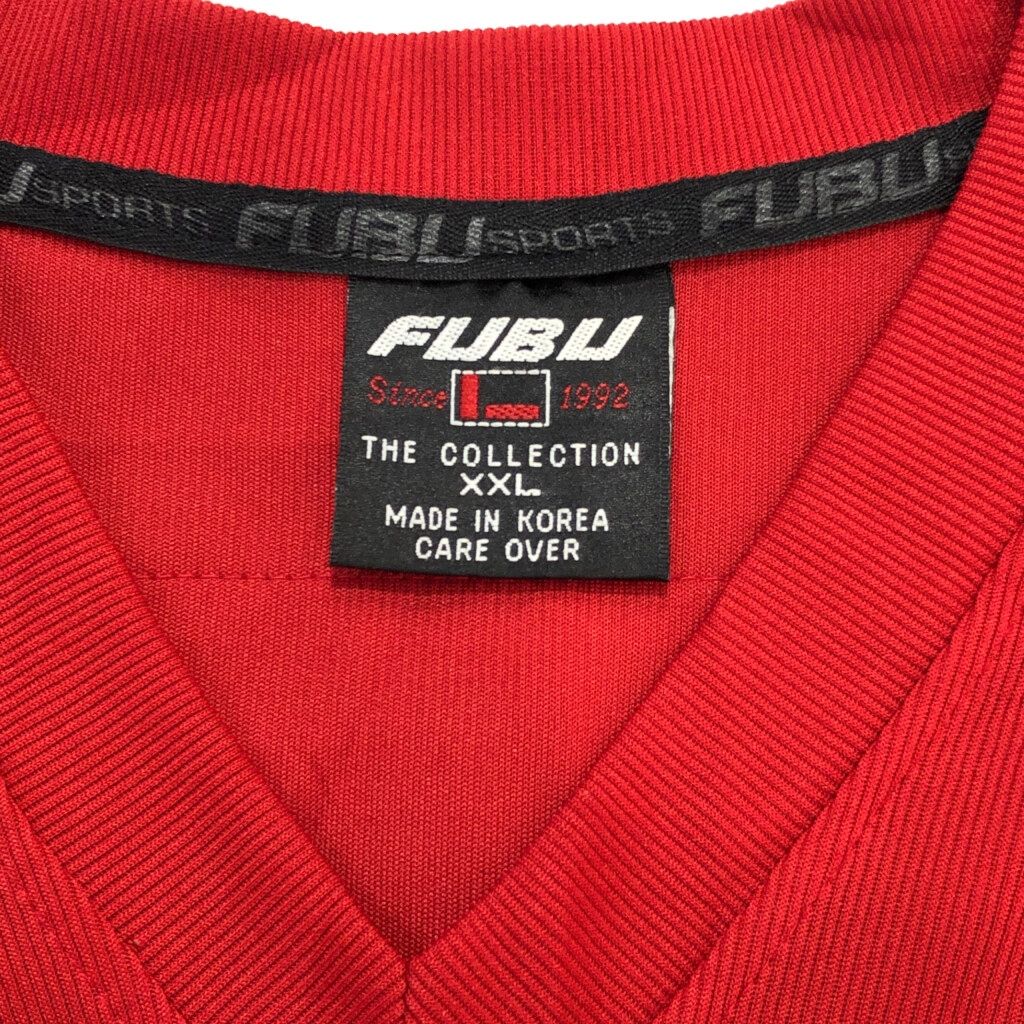 U SPORTS FUBU SPORTS FUBU S
FUBU
Since 1992
THE COLLECTION
XXL
MADE IN KOREA
CARE OVER